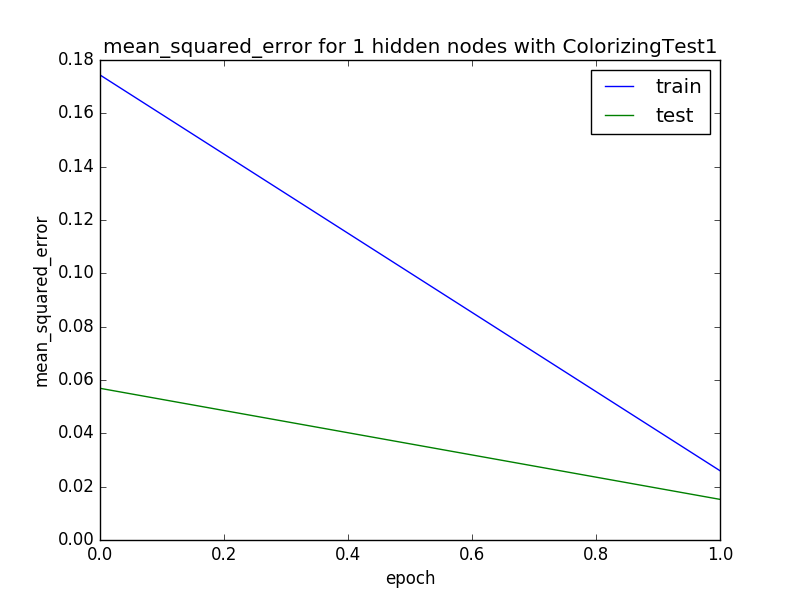 mean_squared_error for 1 hidden nodes with ColorizingTest1
0.18
train
test
0.16
0.14
0.12
0.10
0.08
0.06
0.04
0.02
0.00
mean_squared_error
0.0 0.2 0.4 0.6 0.8 1.0
epoch